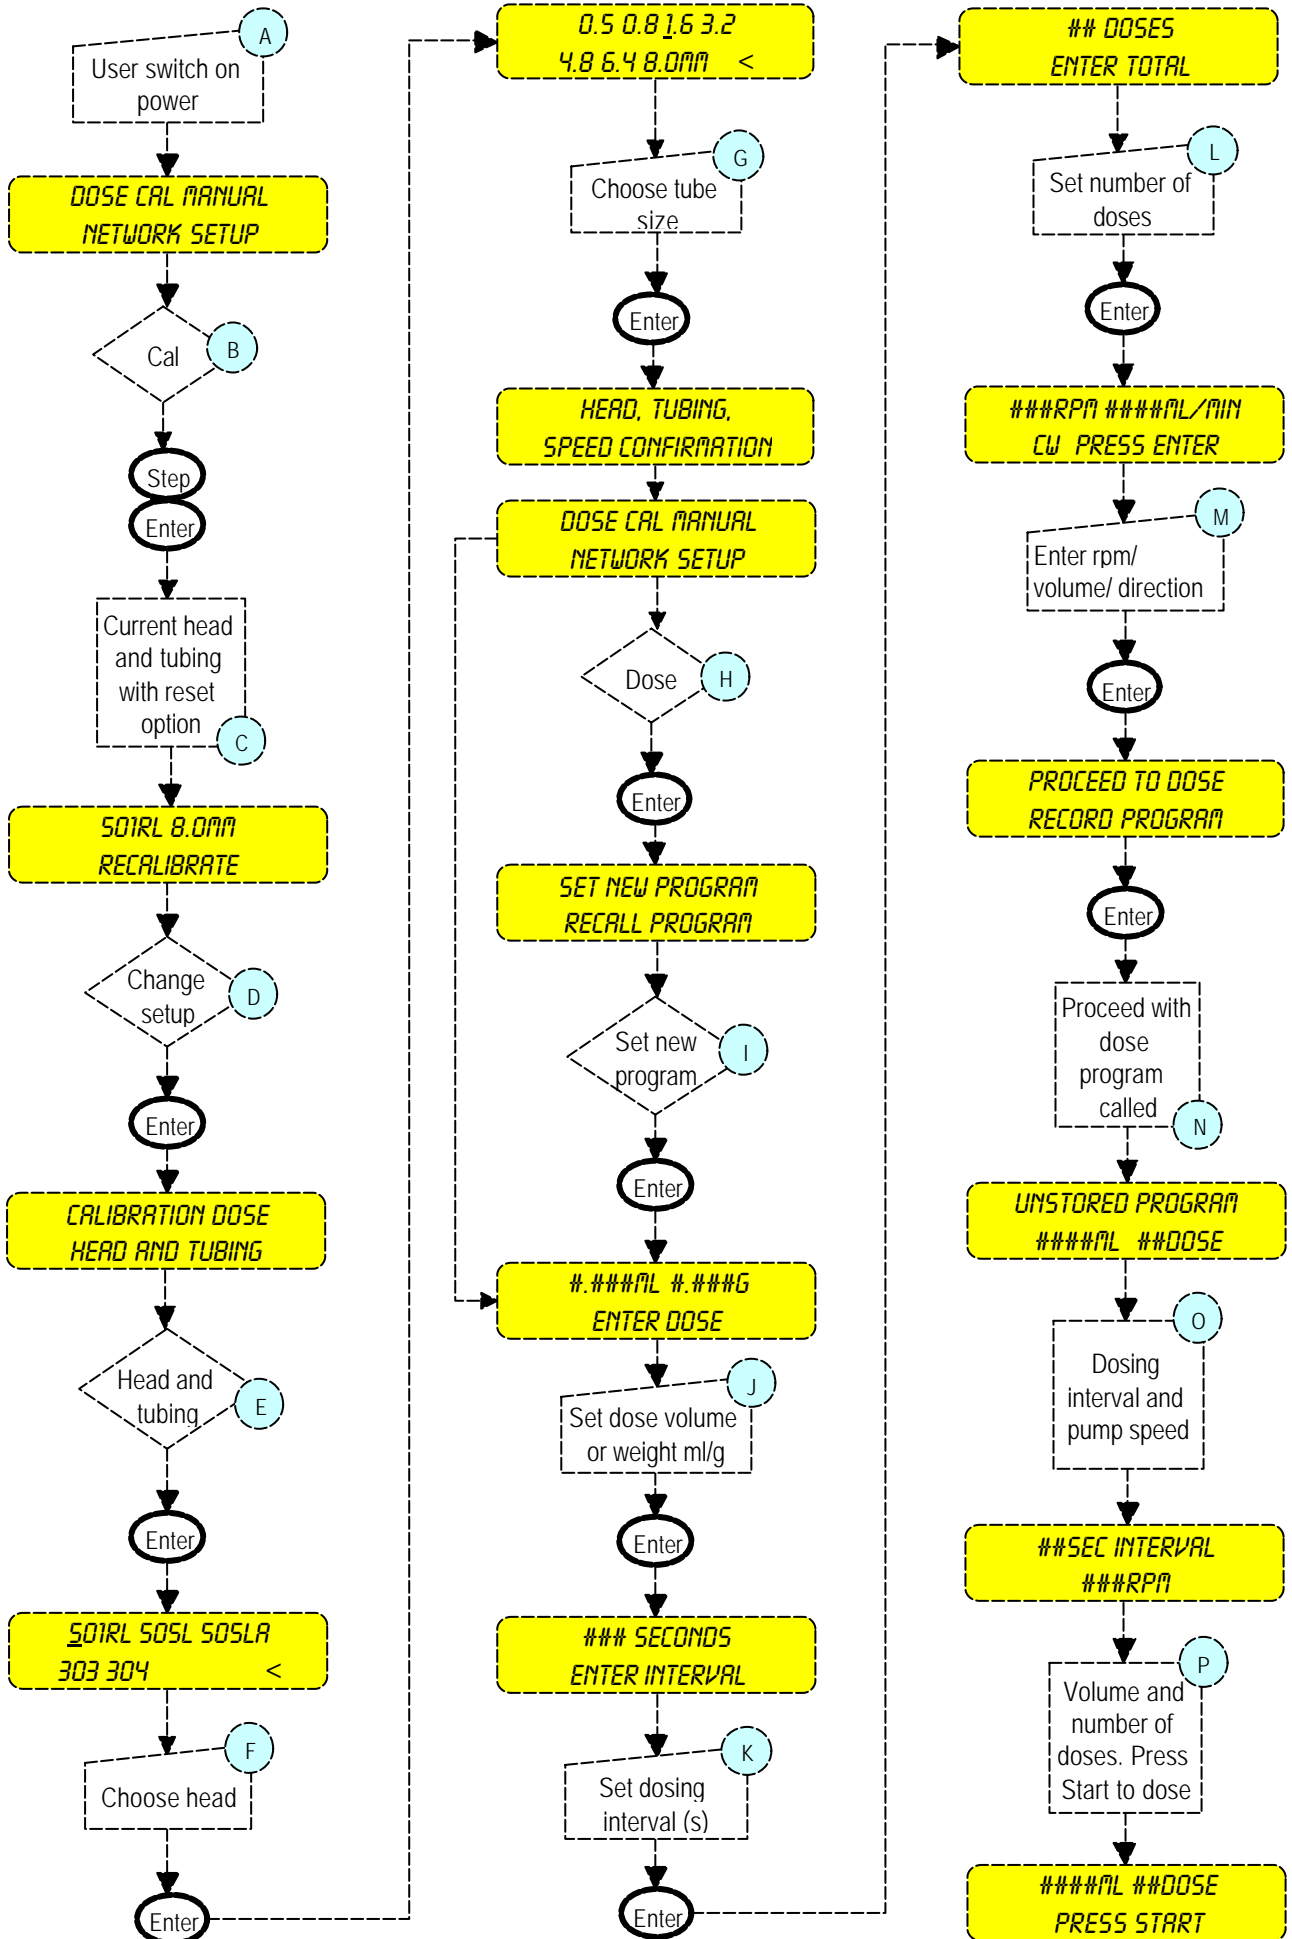 A
User switch on
power
DOSE CAL MANUAL
NETWORK SETUP
Cal
B
Step
Enter
Current head
and tubing
with reset
option
C
501RL 8.0MM
RECALIBRATE
Change
setup
D
Enter
CALIBRATION DOSE
HEAD AND TUBING
Head and
tubing
E
Enter
501RL 505L 505LA
303 304 <
F
Choose head
Enter
0.5 0.8 1.6 3.2
4.8 6.4 8.0MM <
G
Choose tube
size
Enter
HEAD, TUBING,
SPEED CONFIRMATION
DOSE CAL MANUAL
NETWORK SETUP
Dose
H
Enter
SET NEW PROGRAM
RECALL PROGRAM
Set new
program
I
Enter
#.###ML #.###G
ENTER DOSE
J
Set dose volume
or weight ml/g
Enter
### SECONDS
ENTER INTERVAL
K
Set dosing
interval (s)
Enter
## DOSES
ENTER TOTAL
L
Set number of
doses
Enter
###RPM ####ML/MIN
CW PRESS ENTER
M
Enter rpm/
volume/ direction
Enter
PROCEED TO DOSE
RECORD PROGRAM
Enter
Proceed with
dose
program
called
N
UNSTORED PROGRAM
####ML ##DOSE
O
Dosing
interval and
pump speed
##SEC INTERVAL
###RPM
P
Volume and
number of
doses. Press
Start to dose
####ML ##DOSE
PRESS START